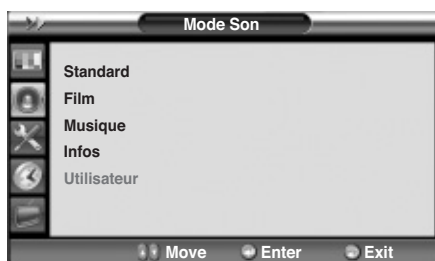 Mode Son
Standard
Film
Musique
Infos
Utilisateur
Move Enter Exit